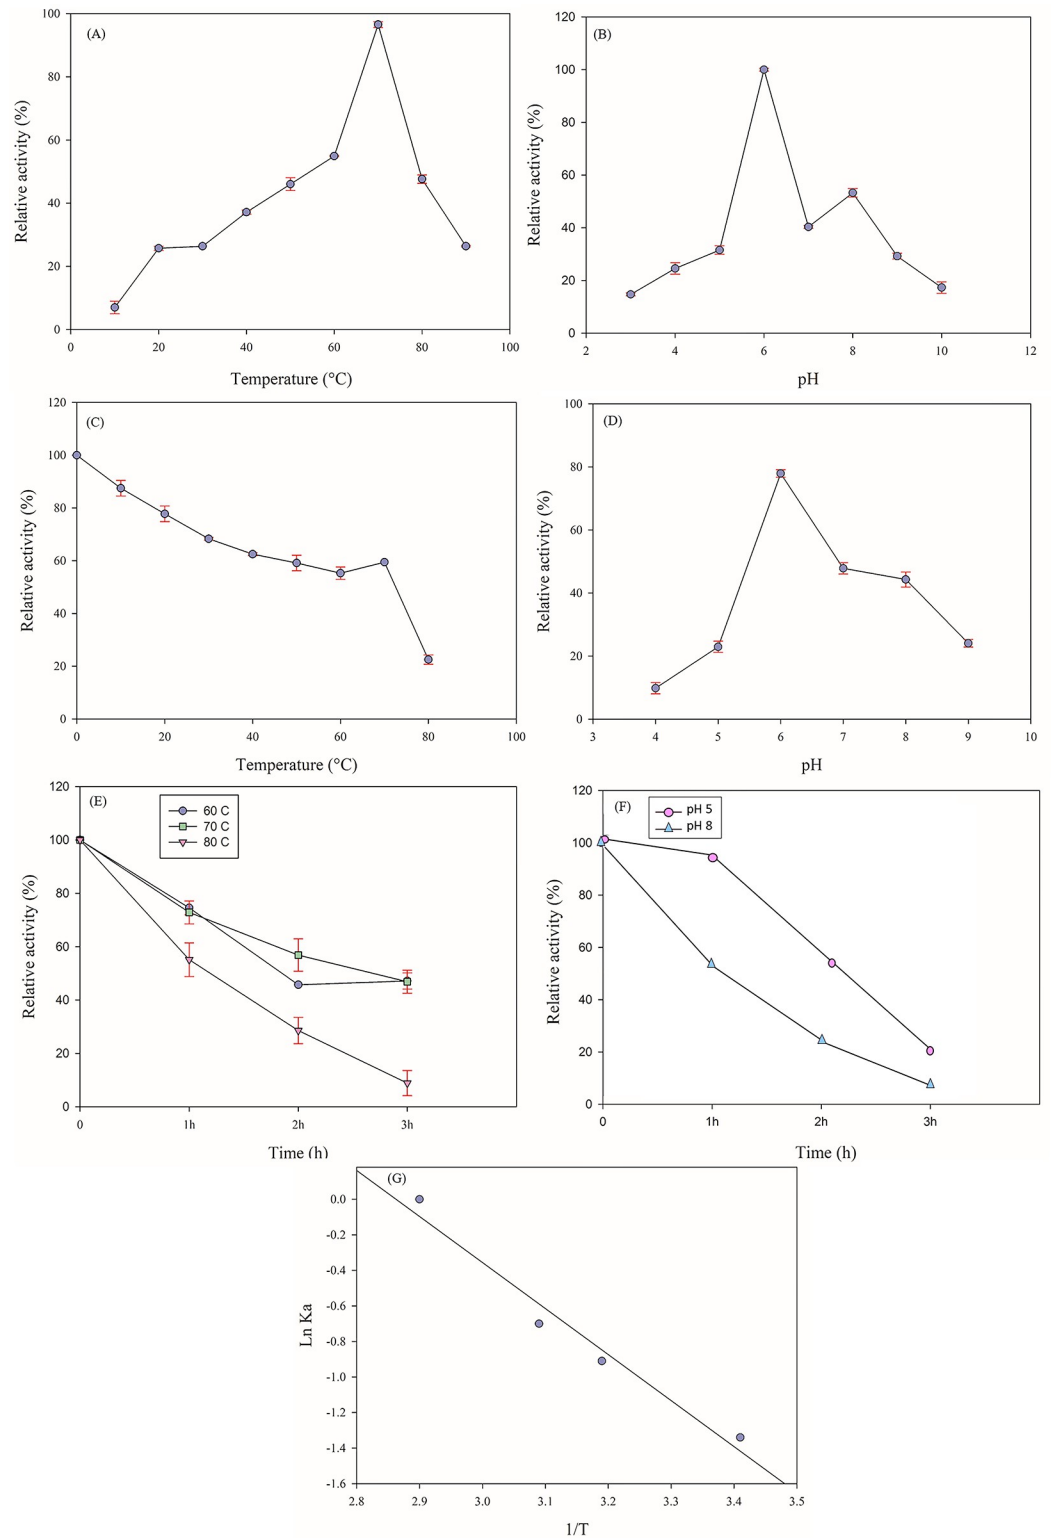 (A)
Relative activity (%)
100
80
60
40
20
0
0 20 40 60 80 100
Temperature (°C)
(B)
Relative activity (%)
120
100
80
60
40
20
0
2 4 6 8 10 12
pH
(C)
Relative activity (%)
120
100
80
60
40
20
0
0 20 40 60 80 100
Temperature (°C)
(D)
Relative activity (%)
100
80
60
40
20
0
3 4 5 6 7 8 9 10
pH
(E)
60 C
70 C
80 C
Relative activity (%)
120
100
80
60
40
20
0
0 1h 2h 3h
Time (h)
(F)
pH 5
pH 8
Relative activity (%)
120
100
80
60
40
20
0
0 1h 2h 3h
Time (h)
(G)
Ln Ka
0.0
-0.2
-0.4
-0.6
-0.8
-1.0
-1.2
-1.4
-1.6
2.8 2.9 3.0 3.1 3.2 3.3 3.4 3.5
1/T